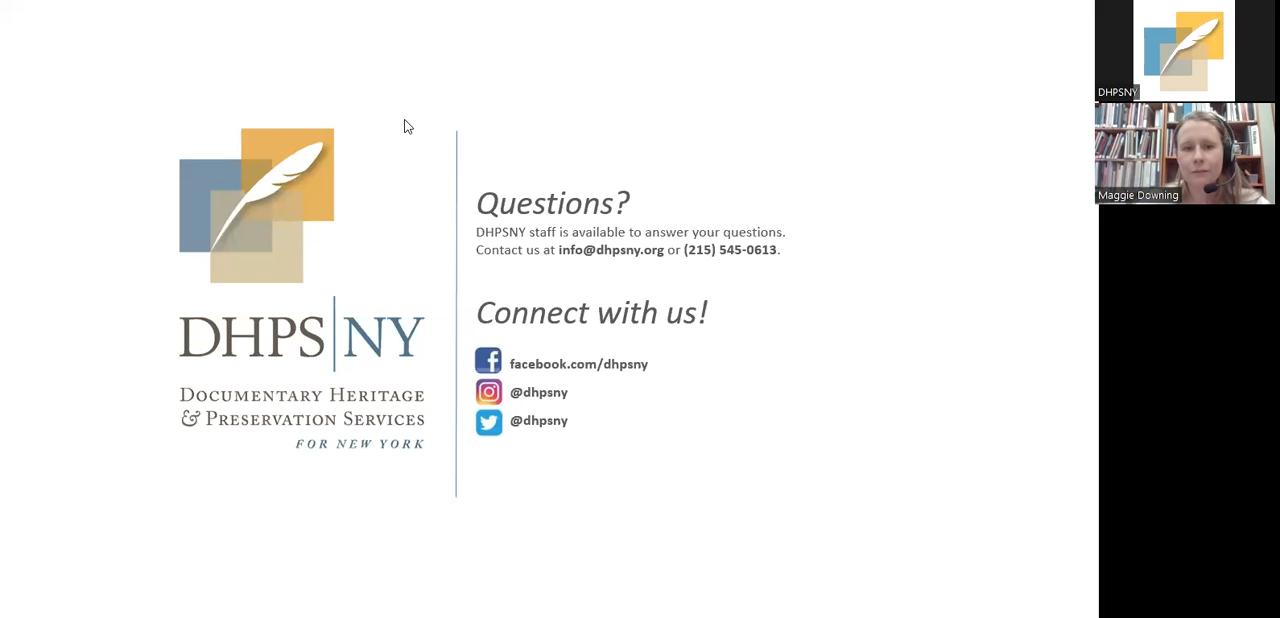 Questions?
DHPSNY staff is available to answer your questions.
Contact us at info@dhpsny.org or (215) 545-0613.
Connect with us!
facebook.com/dhpsny
@dhpsny
@dhpsny
DHPS|NY
DOCUMENTARY HERITAGE
& PRESERVATION SERVICES
FOR NEW YORK
DHPSNY
Maggie Downing